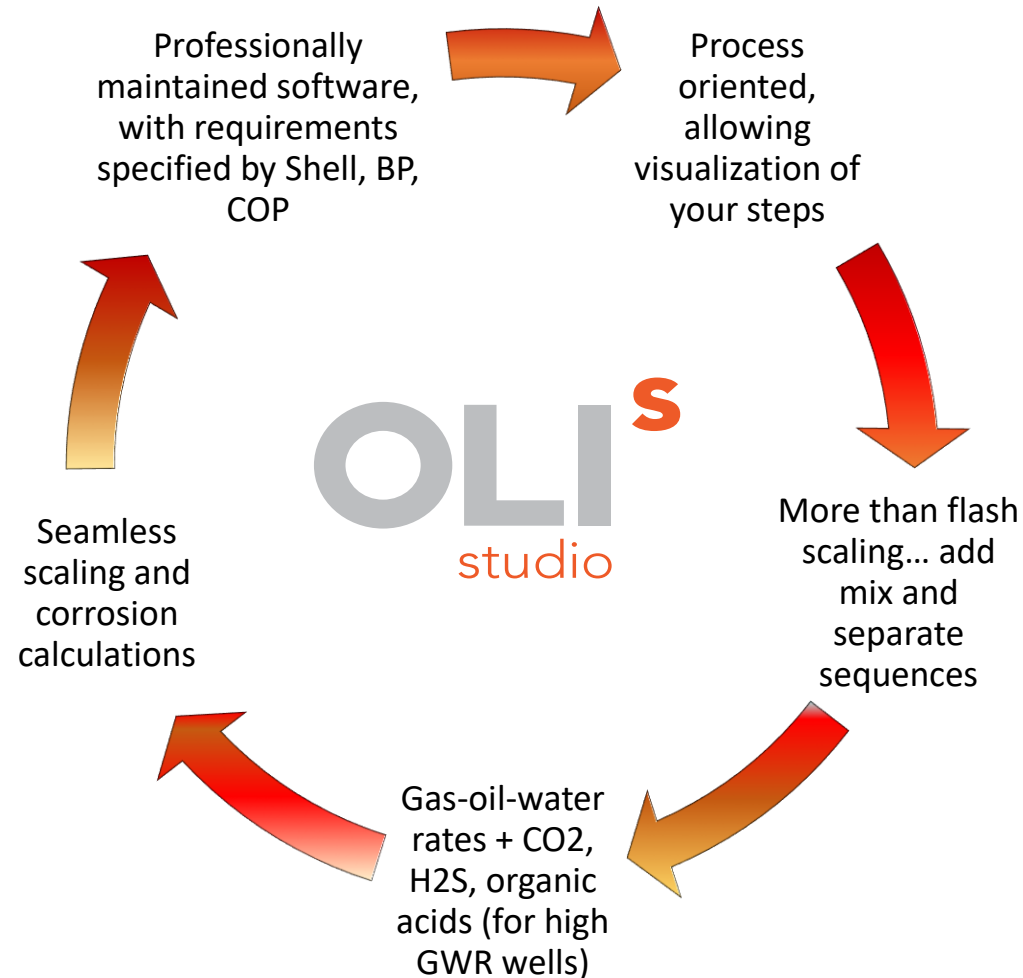 Professionally
maintained software,
with requirements
specified by Shell, BP,
COP
Process
oriented,
allowing
visualization of
your steps
More than flash
scaling… add
mix and
separate
sequences
Gas-oil-water
rates + CO2,
H2S, organic
acids (for high
GWR wells)
Seamless
scaling and
corrosion
calculations
OLI s
studio